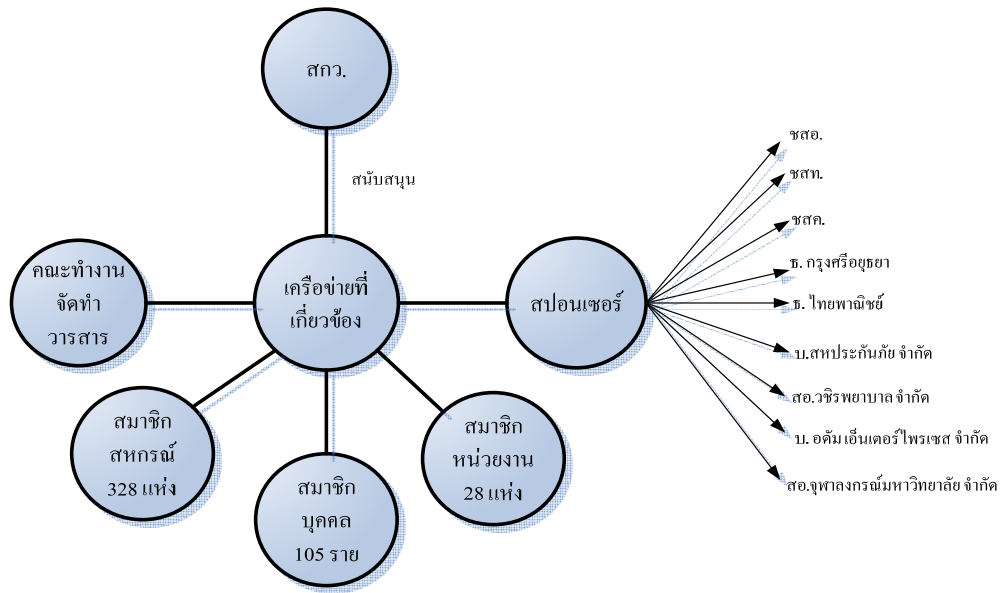 สกว.
สนับสนุน
คณะทำงาน
จัดทำ
วารสาร
เครือข่ายที่
เกี่ยวข้อง
สปอนเซอร์
สมาชิก
สหกรณ์
328 แห่ง
สมาชิก
บุคคล
105 ราย
สมาชิก
หน่วยงาน
28 แห่ง
ชสอ.
ชสท.
ชสค.
ธ. กรุงศรีอยุธยา
ธ. ไทยพาณิชย์
บ.สหประกันภัย จำกัด
สอ.วชิรพยาบาล จำกัด
บ. อดัม เอ็นเตอร์ไพรเซส จำกัด
สอ.จุฬาลงกรณ์มหาวิทยาลัย จำกัด